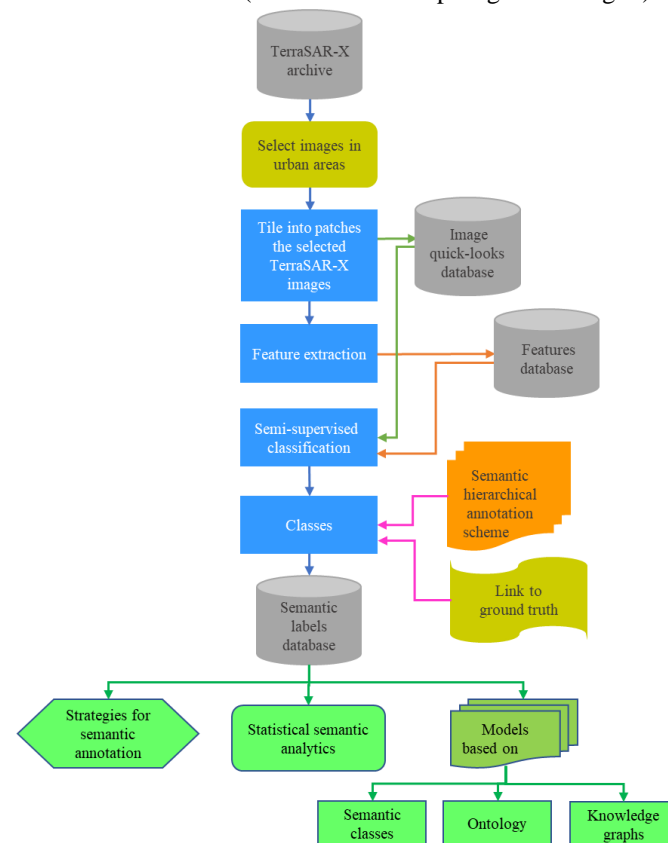 TerraSAR-X
archive
Select images in
urban areas
Tile into patches
the selected
TerraSAR-X
images
Image
quick-looks
database
Feature extraction
Features
database
Semi-supervised
classification
Semantic
hierarchical
annotation
scheme
Classes
Link to
ground truth
Semantic
labels
database
Strategies for
semantic
annotation
Statistical semantic
analytics
Models
based on
Semantic
classes
Ontology
Knowledge
graphs